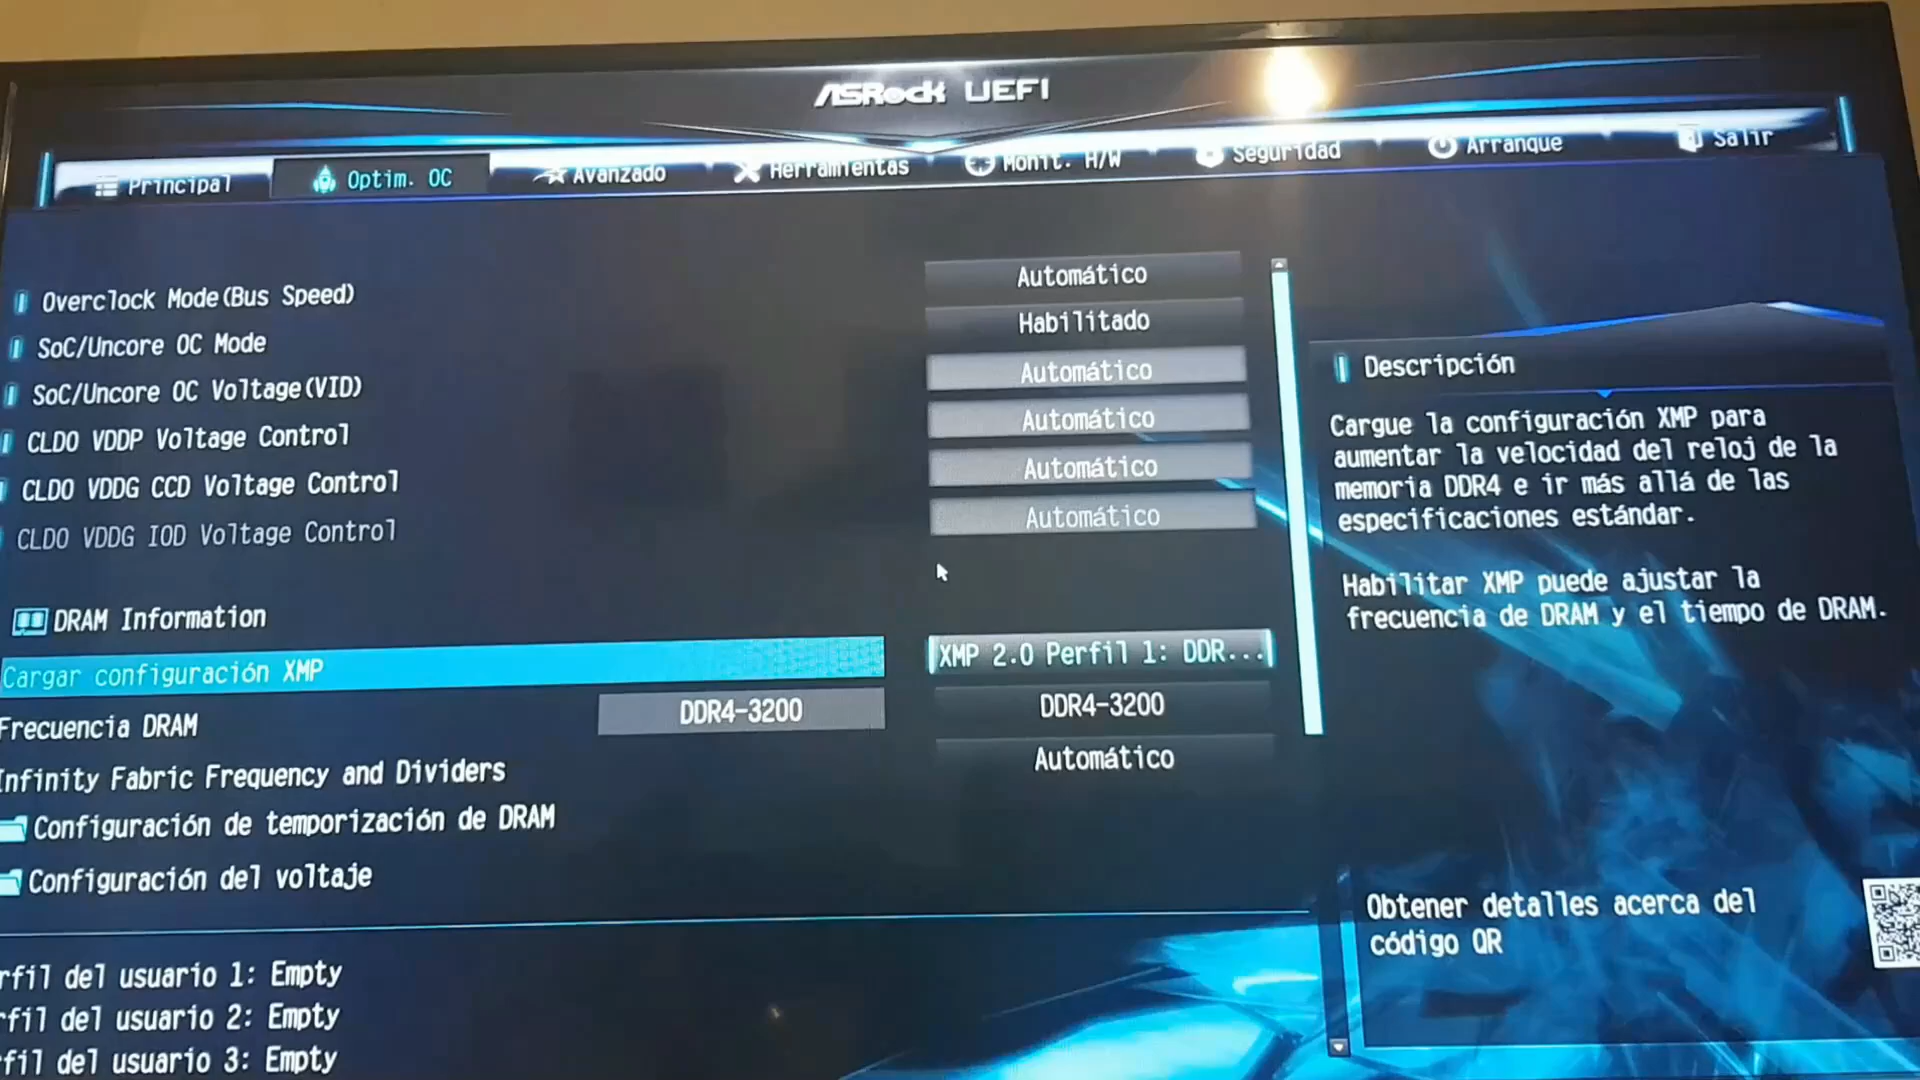 ASRock UEFI
Principal
Optim. OC
Avanzado
Herramientas
Monit. H/W
Seguridad
Arranque
Salir
Overclock Mode(Bus Speed)
Automático
SoC/Uncore OC Mode
Habilitado
SoC/Uncore OC Voltage(VID)
Automático
CLDO VDDP Voltage Control
Automático
CLDO VDDG CCD Voltage Control
Automático
CLDO VDDG IOD Voltage Control
Automático
DRAM Information
Cargar configuración XMP
XMP 2.0 Perfil 1: DDR...
Frecuencia DRAM
DDR4-3200
DDR4-3200
Infinity Fabric Frequency and Dividers
Automático
Configuración de temporización de DRAM
Configuración del voltaje
rfil del usuario 1: Empty
rfil del usuario 2: Empty
fil del usuario 3: Empty
Descripción
Cargue la configuración XMP para
aumentar la velocidad del reloj de la
memoria DDR4 e ir más allá de las
especificaciones estándar.
Habilitar XMP puede ajustar la
frecuencia de DRAM y el tiempo de DRAM.
Obtener detalles acerca del
código QR